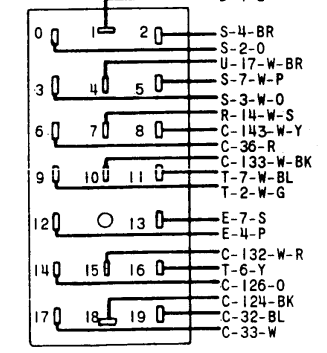 0 1 2 S-4-BR
S-2-O
U-17-W-BR
3 4 5 S-7-W-P
S-3-W-O
R-14-W-S
6 7 8 C-143-W-Y
C-36-R
C-133-W-BK
9 10 11 T-7-W-BL
T-2-W-G
12 13 E-7-S
E-4-P
C-132-W-R
14 15 16 T-6-Y
C-126-O
C-124-BK
17 18 19 C-32-BL
C-33-W